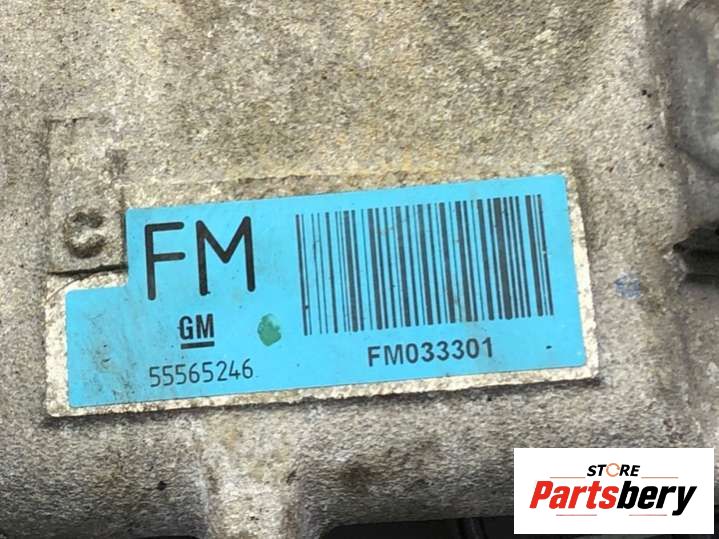 C
FM
GM
55565246
FM033301
STORE
Partsbery